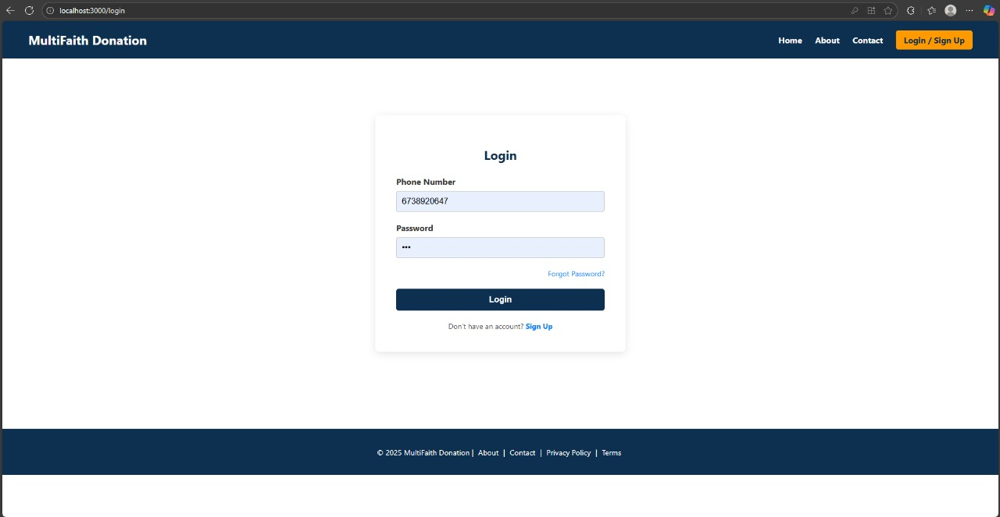 localhost:3000/login
MultiFaith Donation
Home About Contact Login / Sign Up
Login
Phone Number
6738920647
Password
•••
Forgot Password?
Login
Don't have an account? Sign Up
© 2025 MultiFaith Donation | About | Contact | Privacy Policy | Terms